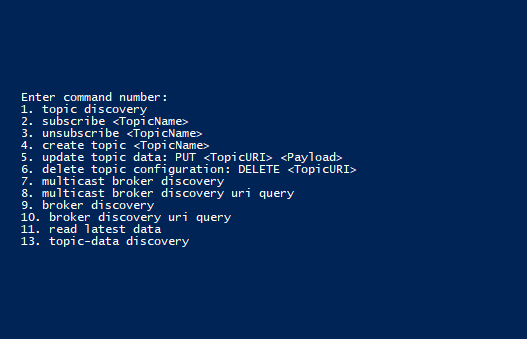 Enter command number:
1. topic discovery
2. subscribe <TopicName>
3. unsubscribe <TopicName>
4. create topic <TopicName>
5. update topic data: PUT <TopicURI> <Payload>
6. delete topic configuration: DELETE <TopicURI>
7. multicast broker discovery
8. multicast broker discovery uri query
9. broker discovery
10. broker discovery uri query
11. read latest data
13. topic-data discovery